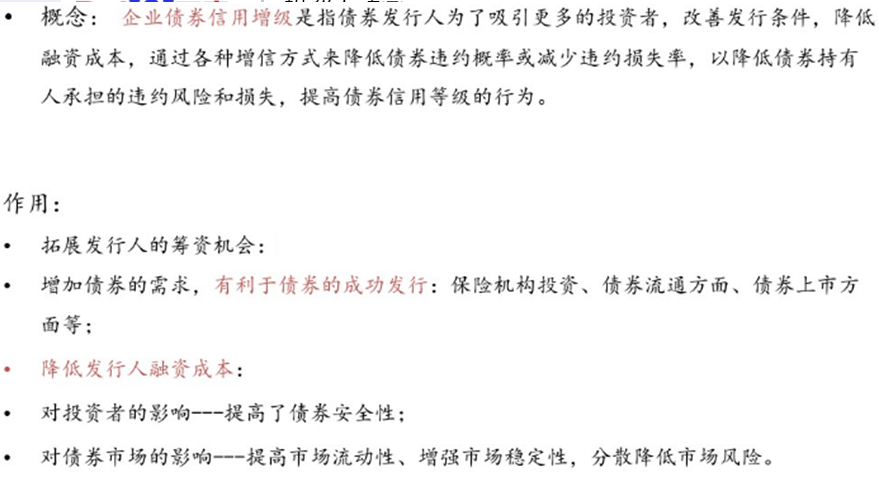 • 概念： 企业债券信用增级是指债券发行人为了吸引更多的投资者，改善发行条件，降低
融资成本，通过各种增信方式来降低债券违约概率或减少违约损失率，以降低债券持有
人承担的违约风险和损失，提高债券信用等级的行为。
作用：
• 拓展发行人的筹资机会：
• 增加债券的需求，有利于债券的成功发行：保险机构投资、债券流通方面、债券上市方
面等；
• 降低发行人融资成本：
• 对投资者的影响---提高了债券安全性；
• 对债券市场的影响---提高市场流动性、增强市场稳定性，分散降低市场风险。